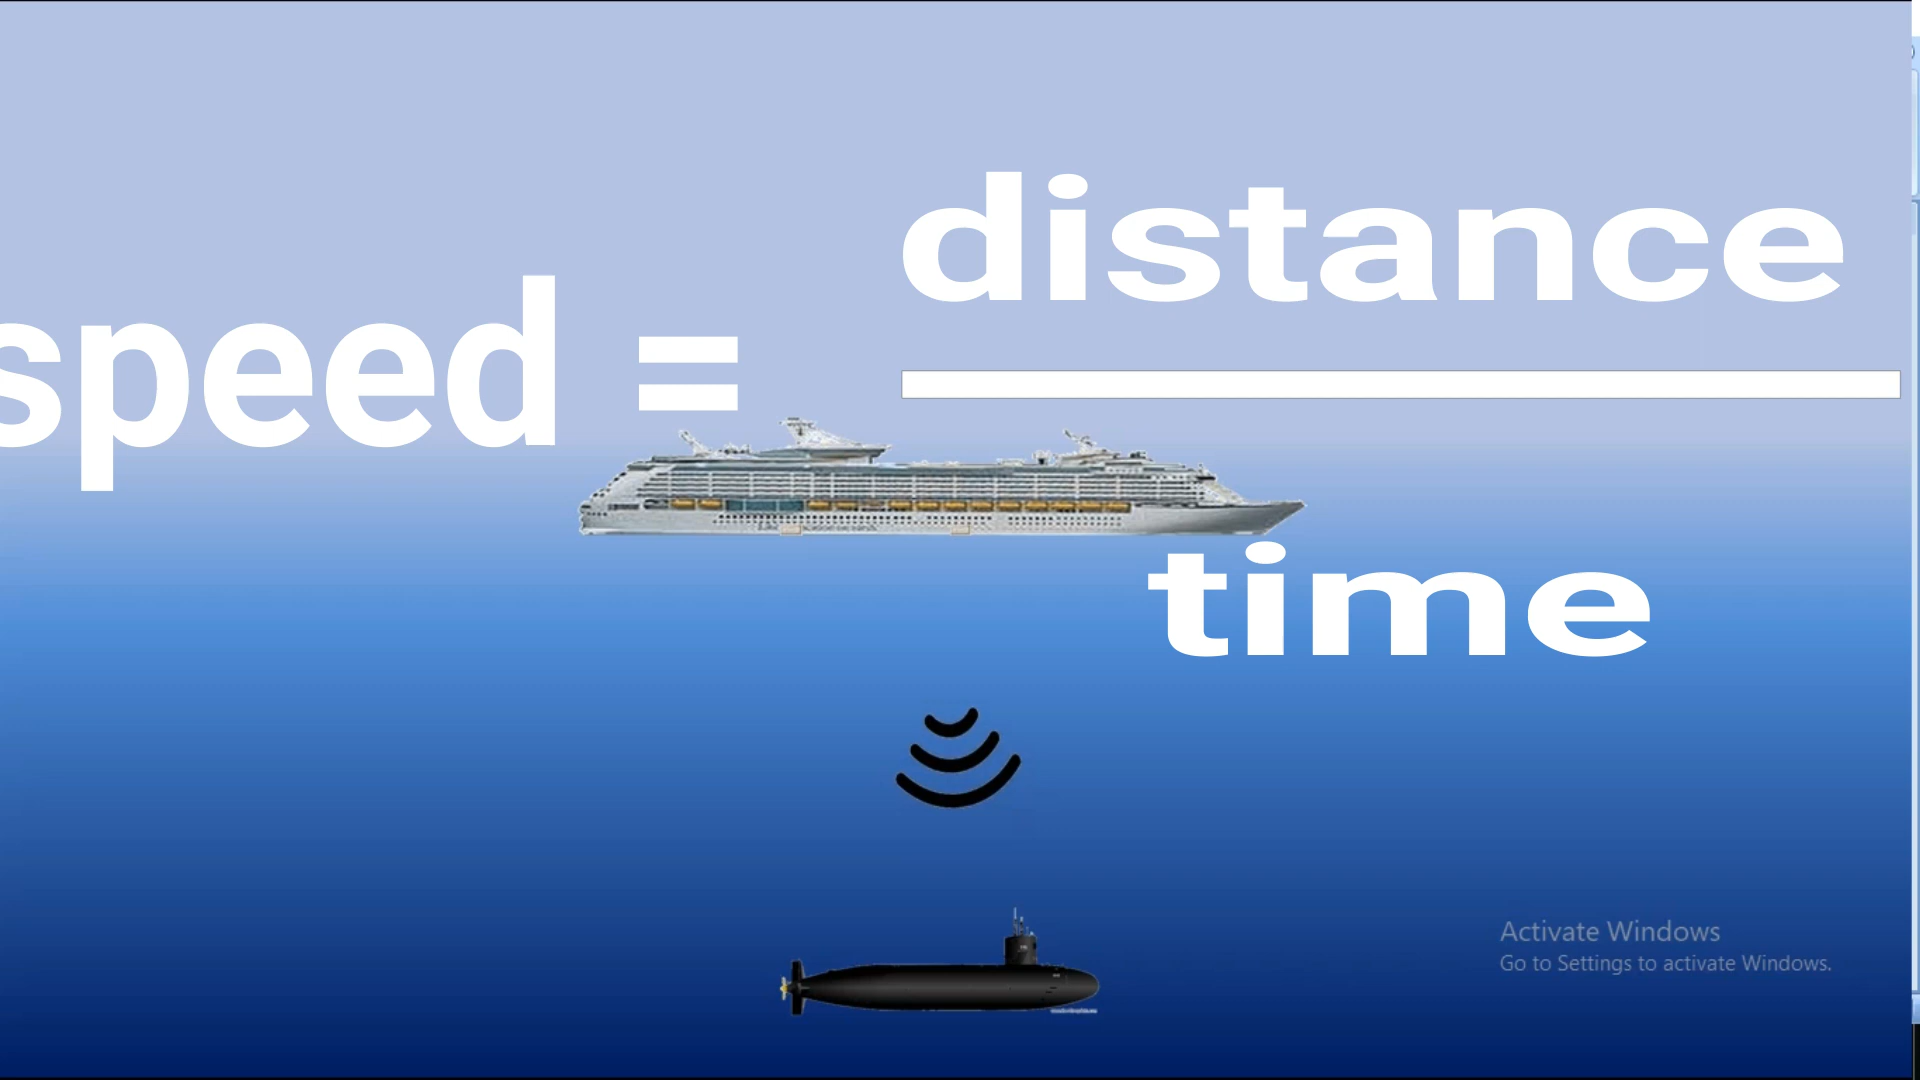 distance
speed =
time
Activate Windows
Go to Settings to activate Windows.